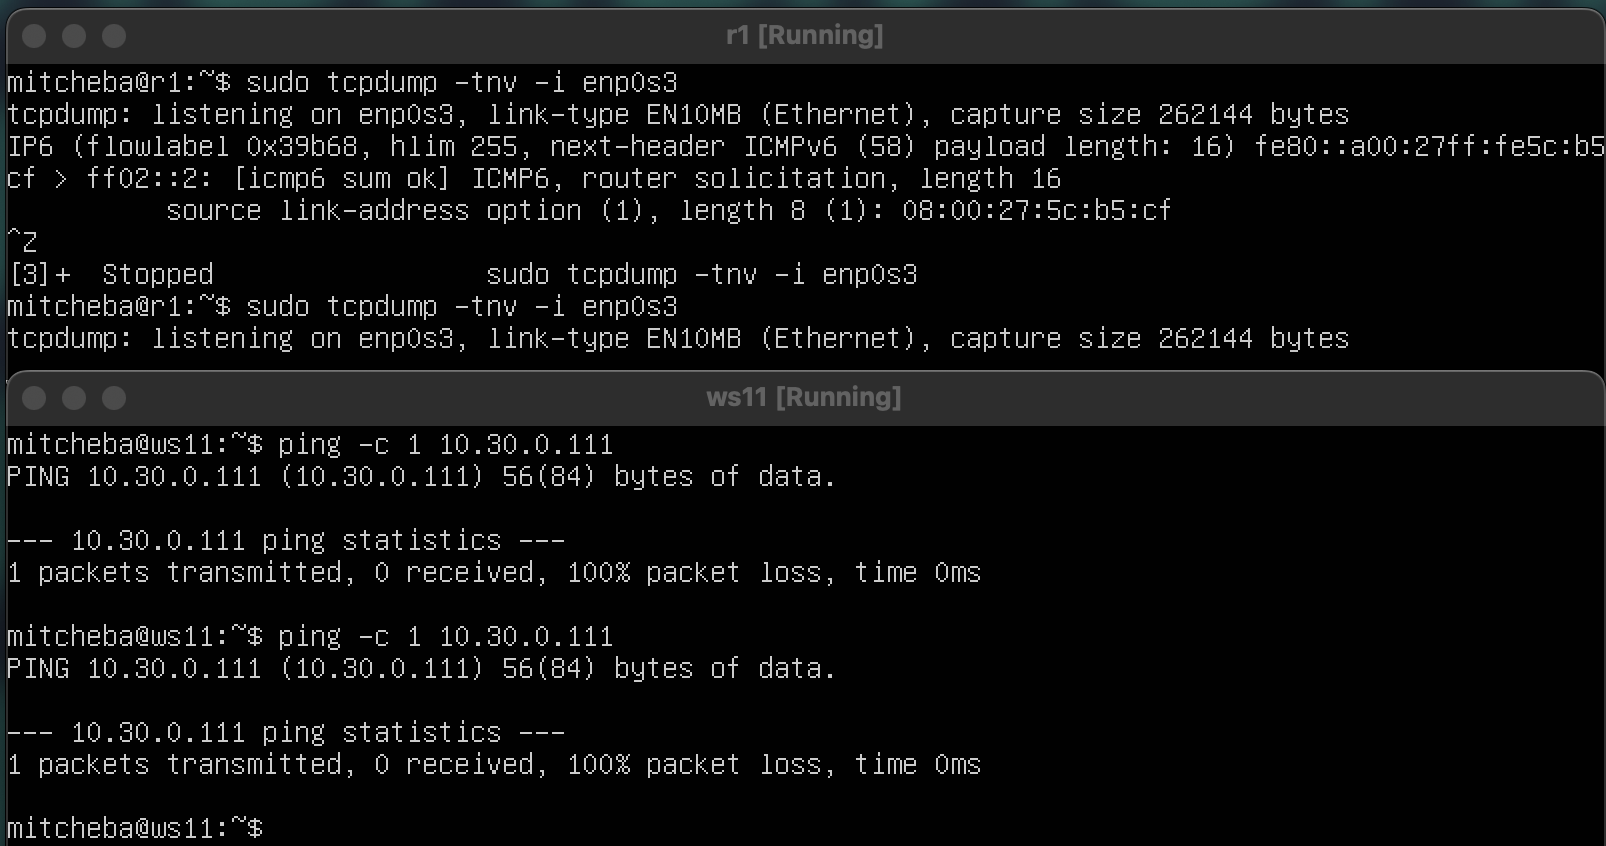 r1 [Running]
mitcheba@r1:~$ sudo tcpdump -tnv -i enp0s3
tcpdump: listening on enp0s3, link-type EN10MB (Ethernet), capture size 262144 bytes
IP6 (flowlabel 0x39b68, hlim 255, next-header ICMPv6 (58) payload length: 16) fe80::a00:27ff:fe5c:b5
cf > ff02::2: [icmp6 sum ok] ICMP6, router solicitation, length 16
          source link-address option (1), length 8 (1): 08:00:27:5c:b5:cf
^Z
[3]+  Stopped                 sudo tcpdump -tnv -i enp0s3
mitcheba@r1:~$ sudo tcpdump -tnv -i enp0s3
tcpdump: listening on enp0s3, link-type EN10MB (Ethernet), capture size 262144 bytes
ws11 [Running]
mitcheba@ws11:~$ ping -c 1 10.30.0.111
PING 10.30.0.111 (10.30.0.111) 56(84) bytes of data.
--- 10.30.0.111 ping statistics ---
1 packets transmitted, 0 received, 100% packet loss, time 0ms
mitcheba@ws11:~$ ping -c 1 10.30.0.111
PING 10.30.0.111 (10.30.0.111) 56(84) bytes of data.
--- 10.30.0.111 ping statistics ---
1 packets transmitted, 0 received, 100% packet loss, time 0ms
mitcheba@ws11:~$